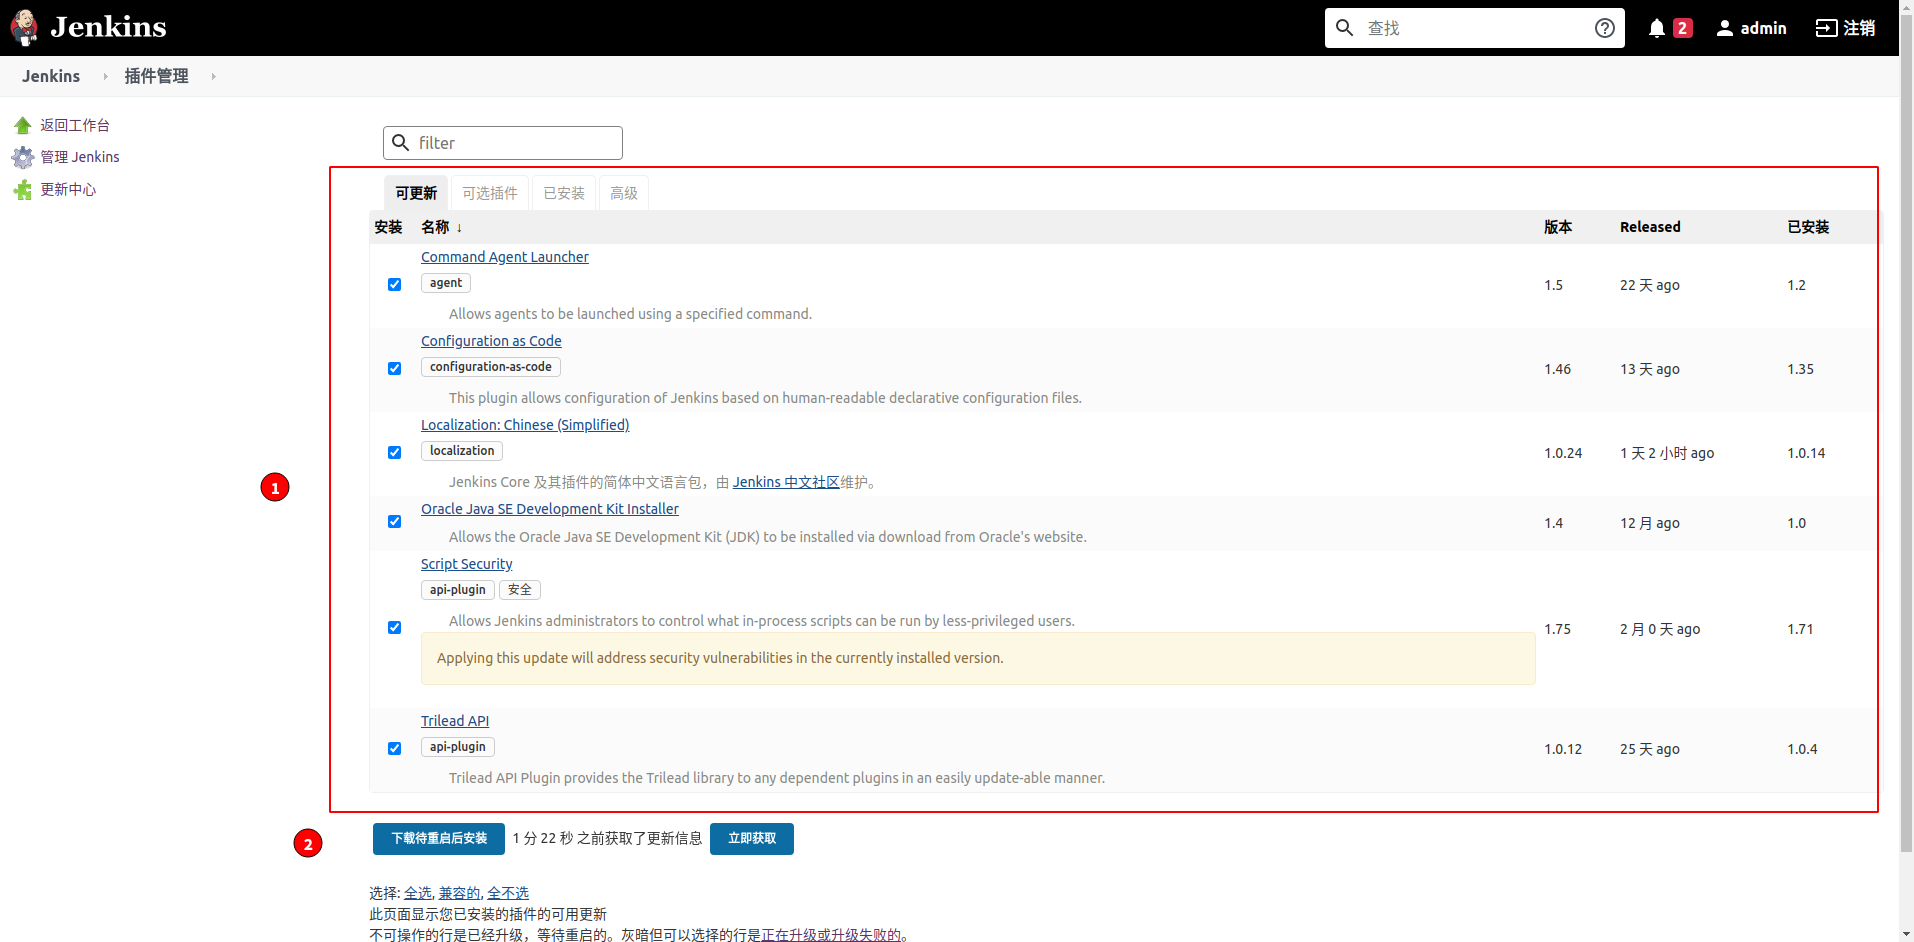 Jenkins
查找
2
admin
注销
Jenkins
插件管理
返回工作台
管理 Jenkins
更新中心
filter
可更新
可选插件
已安装
高级
安装 名称 ↓ 版本 Released 已安装
Command Agent Launcher
agent
Allows agents to be launched using a specified command.
1.5 22 天 ago 1.2
Configuration as Code
configuration-as-code
This plugin allows configuration of Jenkins based on human-readable declarative configuration files.
1.46 13 天 ago 1.35
Localization: Chinese (Simplified)
localization
Jenkins Core 及其插件的简体中文语言包，由 Jenkins 中文社区维护。
1.0.24 1 天 2 小时 ago 1.0.14
1
Oracle Java SE Development Kit Installer
Allows the Oracle Java SE Development Kit (JDK) to be installed via download from Oracle's website.
1.4 12 月 ago 1.0
Script Security
api-plugin 安全
Allows Jenkins administrators to control what in-process scripts can be run by less-privileged users.
Applying this update will address security vulnerabilities in the currently installed version.
1.75 2 月 0 天 ago 1.71
Trilead API
api-plugin
Trilead API Plugin provides the Trilead library to any dependent plugins in an easily update-able manner.
1.0.12 25 天 ago 1.0.4
2
下载待重启后安装 1 分 22 秒 之前获取了更新信息 立即获取
选择: 全选, 兼容的, 全不选
此页面显示您已安装的插件的可用更新
不可操作的行是已经升级，等待重启的。灰暗但可以选择的行是正在升级或升级失败的。